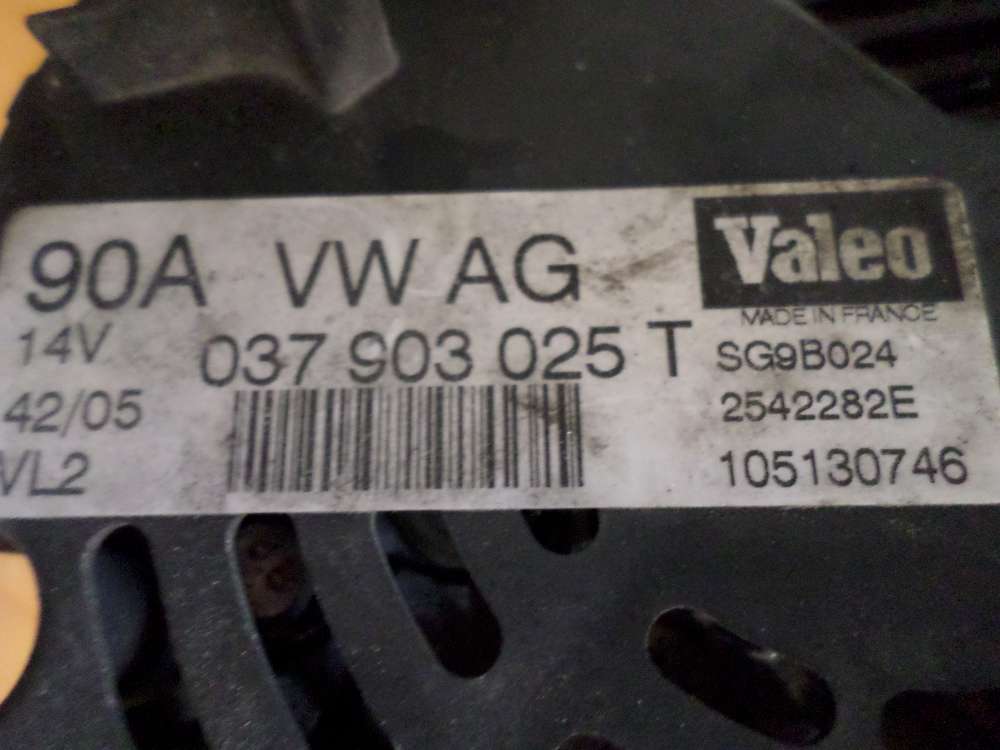 90A VW AG
14V
037 903 025 T
42/05
VL2
Valeo
MADE IN FRANCE
SG9B024
2542282E
105130746